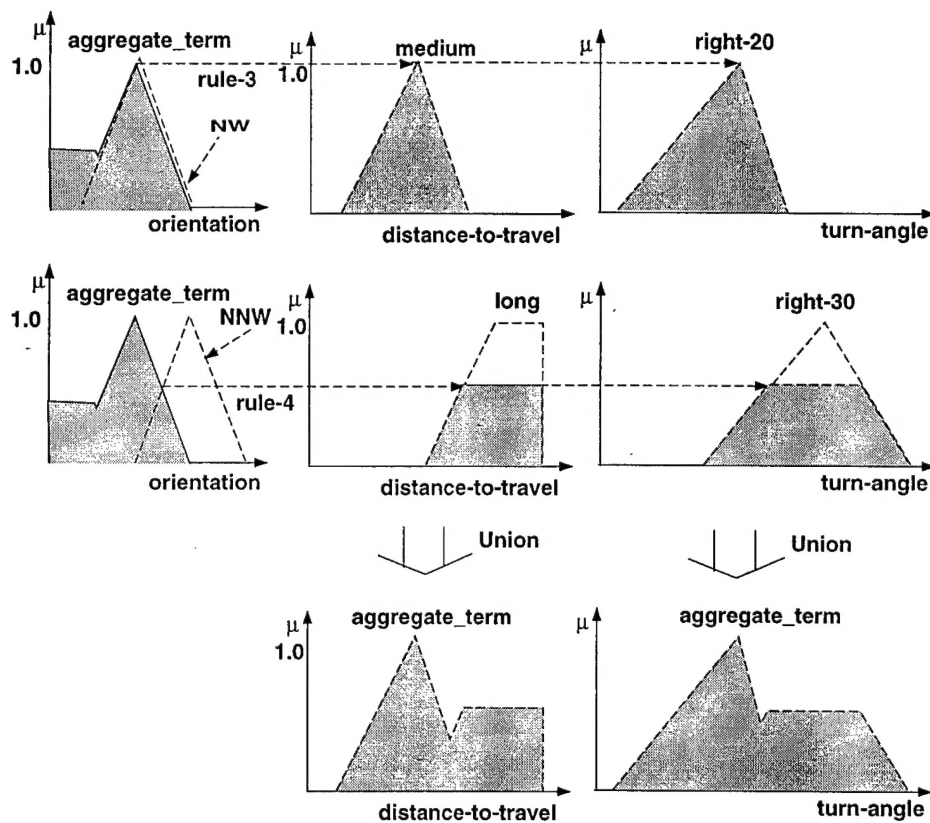 μ
aggregate_term
1.0
rule-3
NW
orientation
μ
medium
1.0
distance-to-travel
μ
right-20
turn-angle
μ
aggregate_term
1.0
NNW
rule-4
orientation
μ
long
1.0
distance-to-travel
μ
right-30
turn-angle
Union
Union
μ
aggregate_term
1.0
distance-to-travel
μ
aggregate_term
turn-angle